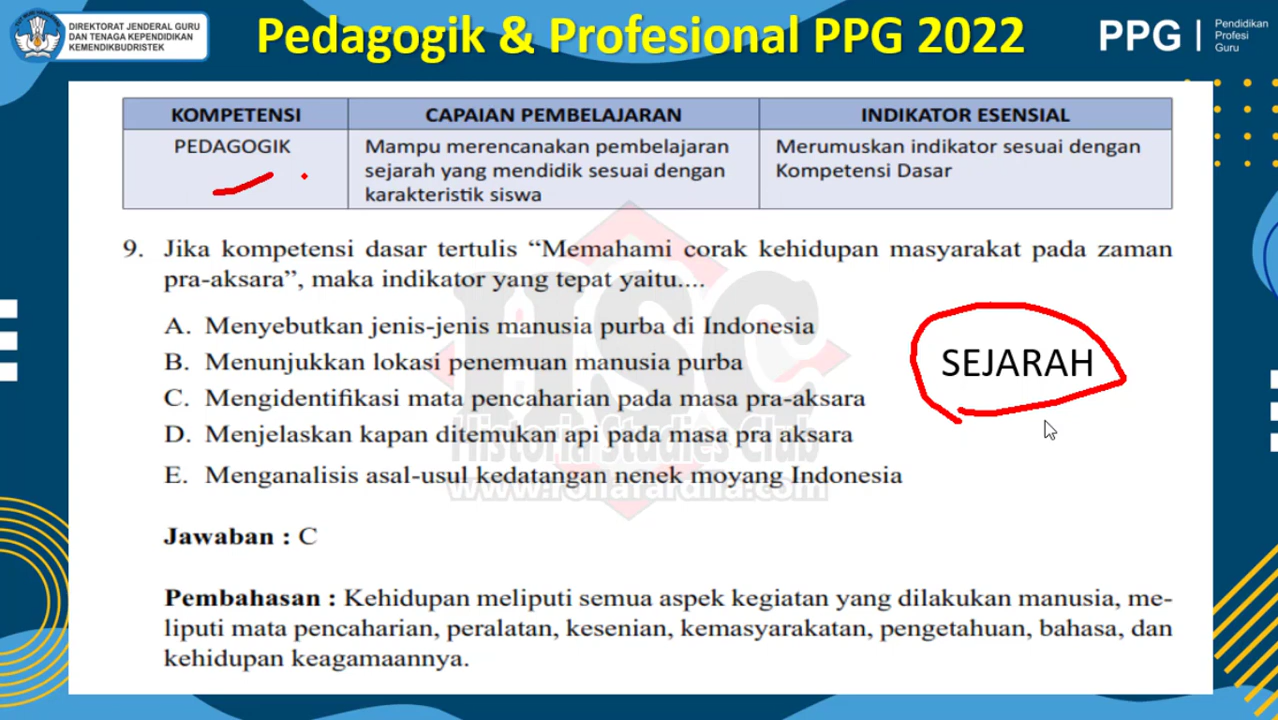 DIREKTORAT JENDERAL GURU
DAN TENAGA KEPENDIDIKAN
KEMENDIKBUDRISTEK
Pedagogik & Profesional PPG 2022
PPG
Pendidikan
Profesi
Guru
KOMPETENSI CAPAIAN PEMBELAJARAN INDIKATOR ESENSIAL
PEDAGOGIK
Mampu merencanakan pembelajaran
sejarah yang mendidik sesuai dengan
karakteristik siswa
Merumuskan indikator sesuai dengan
Kompetensi Dasar
9. Jika kompetensi dasar tertulis “Memahami corak kehidupan masyarakat pada zaman
pra-aksara”, maka indikator yang tepat yaitu....
A. Menyebutkan jenis-jenis manusia purba di Indonesia
B. Menunjukkan lokasi penemuan manusia purba
C. Mengidentifikasi mata pencaharian pada masa pra-aksara
D. Menjelaskan kapan ditemukan api pada masa pra aksara
E. Menganalisis asal-usul kedatangan nenek moyang Indonesia
SEJARAH
HSC
Historia Studies Club
Jawaban : C
Pembahasan : Kehidupan meliputi semua aspek kegiatan yang dilakukan manusia, me-
liputi mata pencaharian, peralatan, kesenian, kemasyarakatan, pengetahuan, bahasa, dan
kehidupan keagamaannya.